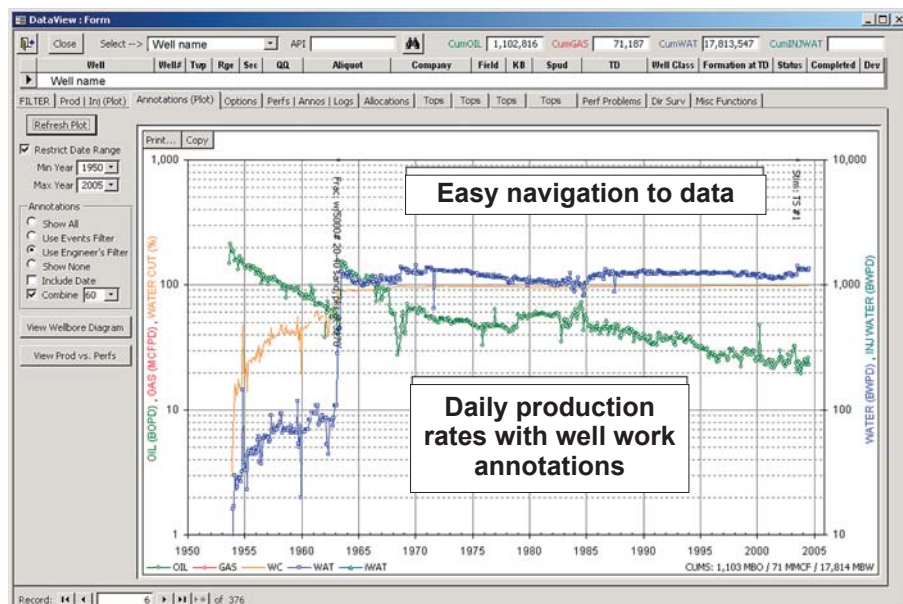 DataView : Form
Close Select --> Well name API CumOIL 1,102,816 CumGAS 71,187 CumWAT 17,813,547 CumINJWAT
Well Well# Twp Rge Sec QQ Aliquot Company Field KB Spud TD Well Class Formation at TD Status Completed Dev
Well name
FILTER Prod | Inj (Plot) Annotations (Plot) Options Perfs | Annos | Logs Allocations Tops Tops Tops Tops Perf Problems Dir Surv Misc Functions
Refresh Plot
Print... Copy
Restrict Date Range
Min Year 1950
Max Year 2005
Annotations
Show All
Use Events Filter
Use Engineer's Filter
Show None
Include Date
Combine 60
View Wellbore Diagram
View Prod vs. Perfs
OIL (BOPD), GAS (MCFPD), WATER CUT (%)
1,000
100
10
1
Frac: w/5000# 20-40
Stim: TS #1
Easy navigation to data
Daily production
rates with well work
annotations
10,000
1,000
100
10
WATER (BWPD), INJ WATER (BWPD)
1950 1955 1960 1965 1970 1975 1980 1985 1990 1995 2000 2005
OIL GAS WC WAT IWAT
CUMS: 1,103 MBO / 71 MMCF / 17,814 MBW
Record: 6 of 376